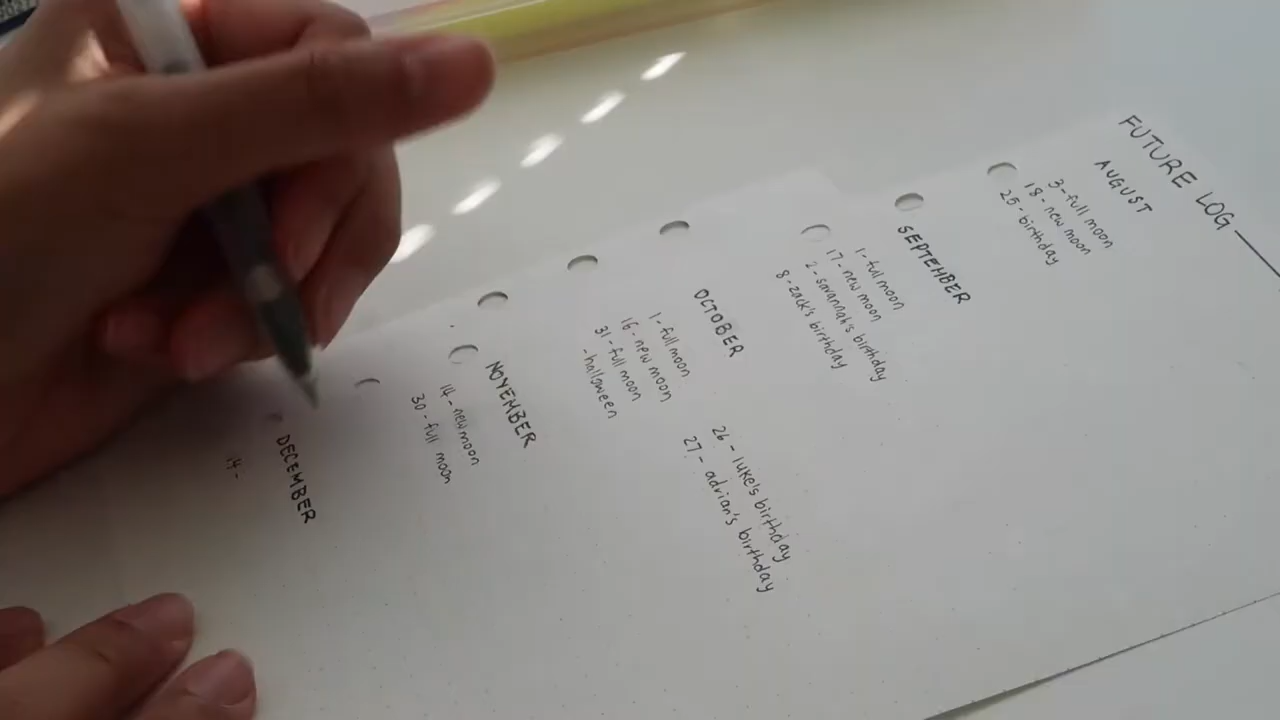 FUTURE LOG
AUGUST
3-full moon
18-new moon
25-birthday
SEPTEMBER
1-full moon
17-new moon
2-savannah's birthday
8-zack's birthday
OCTOBER
1-full moon
16-new moon
31-full moon
-halloween
26-luke's birthday
27-adrian's birthday
NOVEMBER
14-new moon
30-full moon
DECEMBER
14-